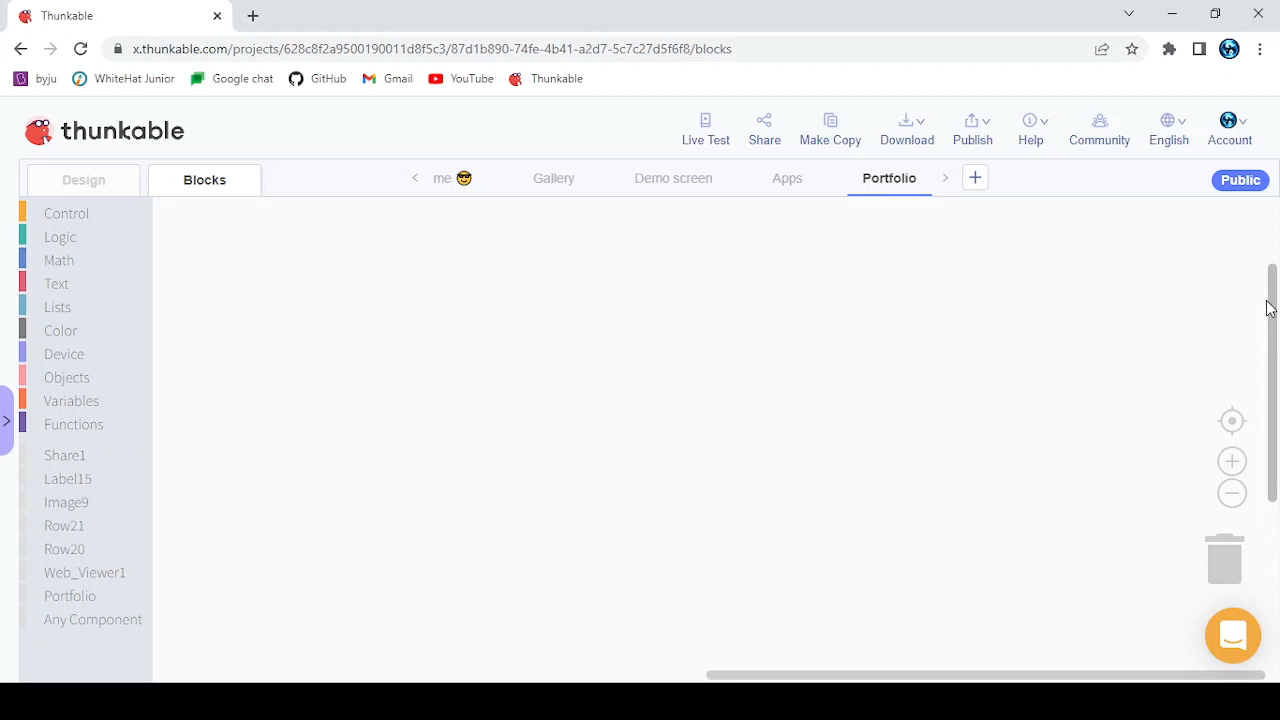 Thunkable
x.thunkable.com/projects/628c8f2a9500190011d8f5c3/87d1b890-74fe-4b41-a2d7-5c7c27d5f6f8/blocks
byju WhiteHat Junior Google chat GitHub Gmail YouTube Thunkable
thunkable
Live Test Share Make Copy Download Publish Help Community English Account
Design Blocks me 😎 Gallery Demo screen Apps Portfolio Public
Control
Logic
Math
Text
Lists
Color
Device
Objects
Variables
Functions
Share1
Label15
Image9
Row21
Row20
Web_Viewer1
Portfolio
Any Component